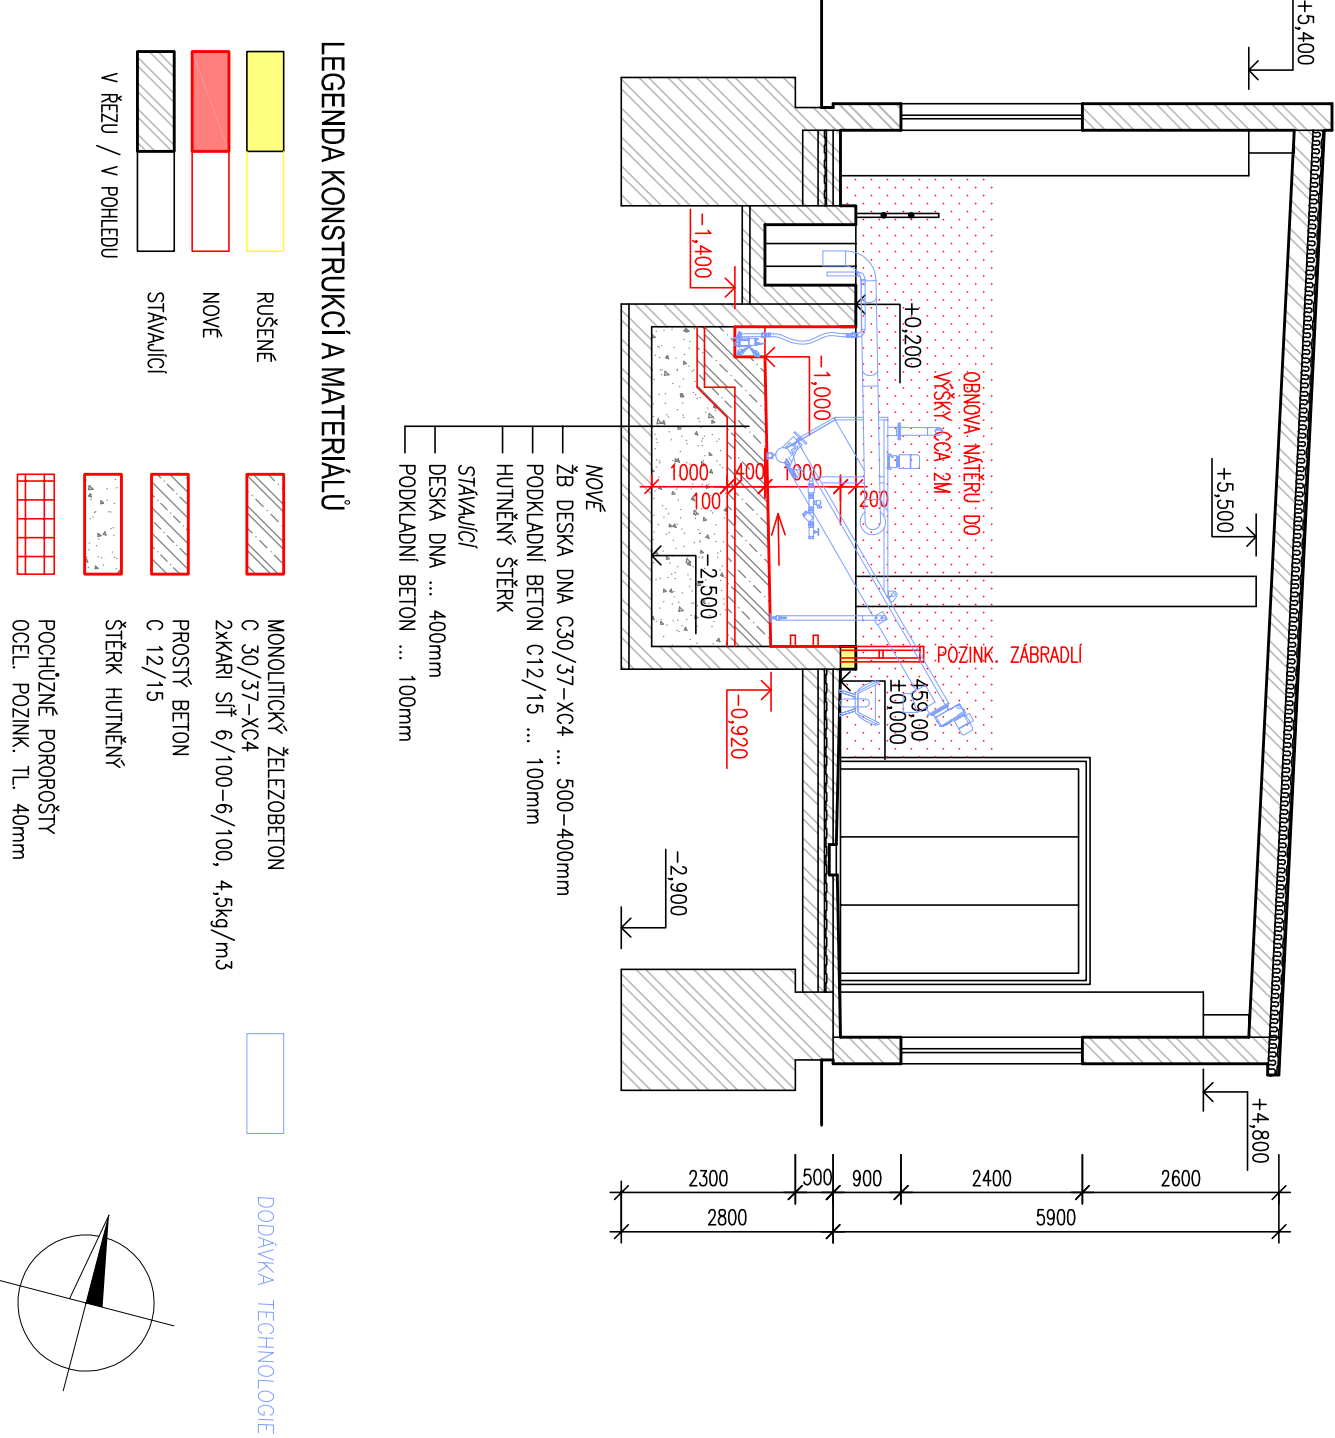 +5,400
+5,500
+4,800
OBNOVA NÁTĚRU DO
VÝŠKY CCA 2M
+0,200
-1,400
-1,000
1000
400
1000
100
200
-2,500
POZINK. ZÁBRADLÍ
459,00
±0,000
-0,920
-2,900
2300
500
900
2400
2600
2800
5900
NOVÉ
ŽB DESKA DNA C30/37-XC4 ... 500-400mm
PODKLADNÍ BETON C12/15 ... 100mm
HUTNĚNÝ ŠTĚRK
STÁVAJÍCÍ
DESKA DNA ... 400mm
PODKLADNÍ BETON ... 100mm
LEGENDA KONSTRUKCÍ A MATERIÁLŮ
RUŠENÉ
NOVÉ
STÁVAJÍCÍ
V ŘEZU / V POHLEDU
MONOLITICKÝ ŽELEZOBETON
C 30/37-XC4
2xKARI SÍŤ 6/100-6/100, 4,5kg/m3
PROSTÝ BETON
C 12/15
ŠTĚRK HUTNĚNÝ
POCHŮZNÉ POROROŠTY
OCEL. POZINK. TL. 40mm
DODÁVKA TECHNOLOGIE